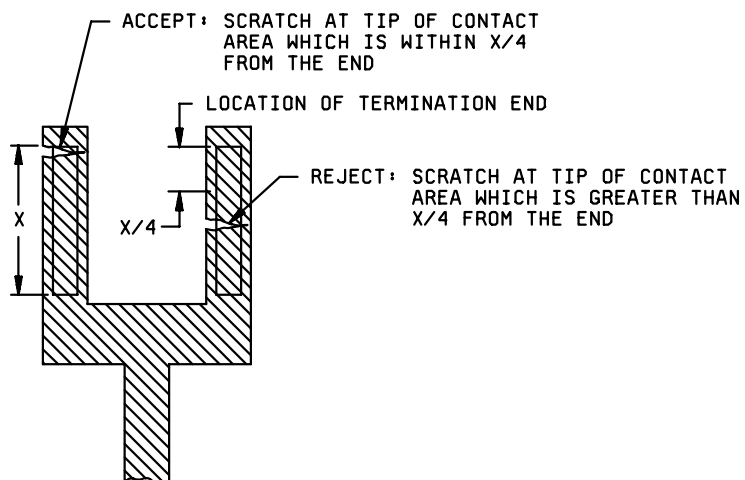 ACCEPT: SCRATCH AT TIP OF CONTACT
AREA WHICH IS WITHIN X/4
FROM THE END
LOCATION OF TERMINATION END
REJECT: SCRATCH AT TIP OF CONTACT
AREA WHICH IS GREATER THAN
X/4 FROM THE END
X
X/4